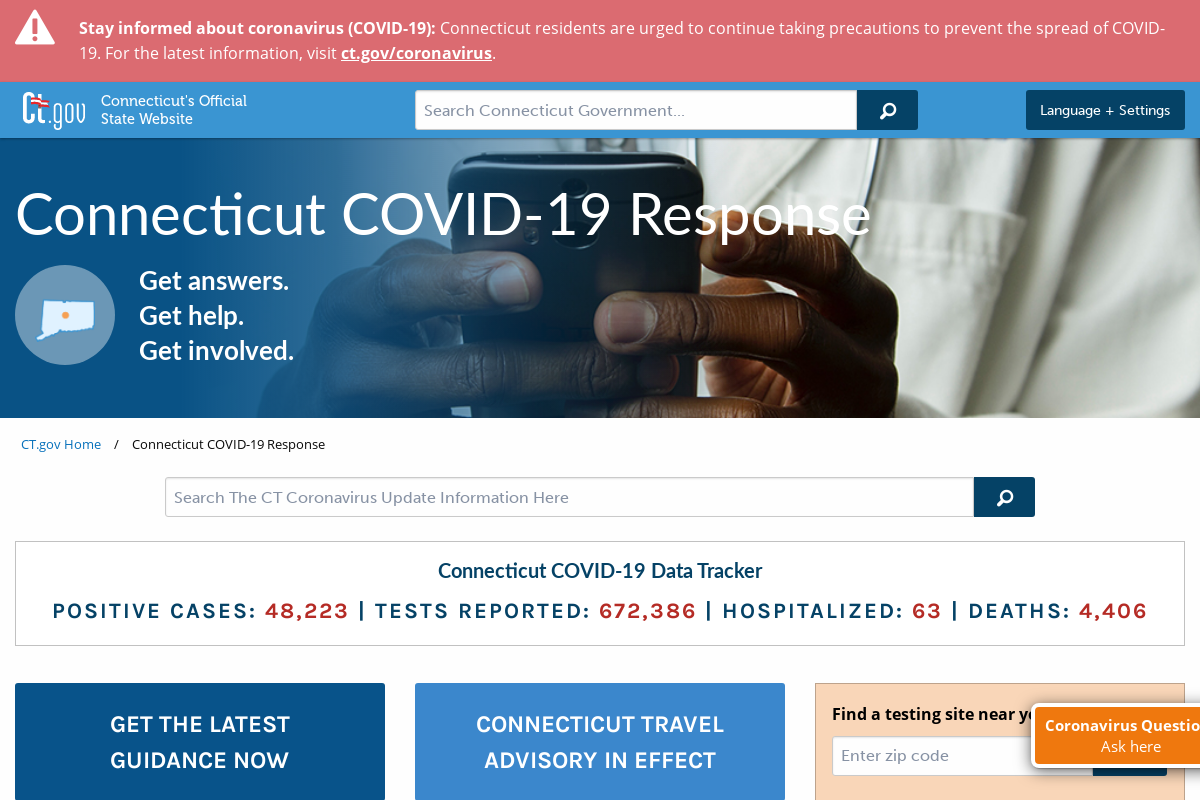 Stay informed about coronavirus (COVID-19): Connecticut residents are urged to continue taking precautions to prevent the spread of COVID-
19. For the latest information, visit ct.gov/coronavirus.
Ct.gov
Connecticut's Official
State Website
Search Connecticut Government...
Language + Settings
Connecticut COVID-19 Response
Get answers.
Get help.
Get involved.
CT.gov Home / Connecticut COVID-19 Response
Search The CT Coronavirus Update Information Here
Connecticut COVID-19 Data Tracker
POSITIVE CASES: 48,223 | TESTS REPORTED: 672,386 | HOSPITALIZED: 63 | DEATHS: 4,406
GET THE LATEST
GUIDANCE NOW
CONNECTICUT TRAVEL
ADVISORY IN EFFECT
Find a testing site near
Enter zip code
Coronavirus
Ask here